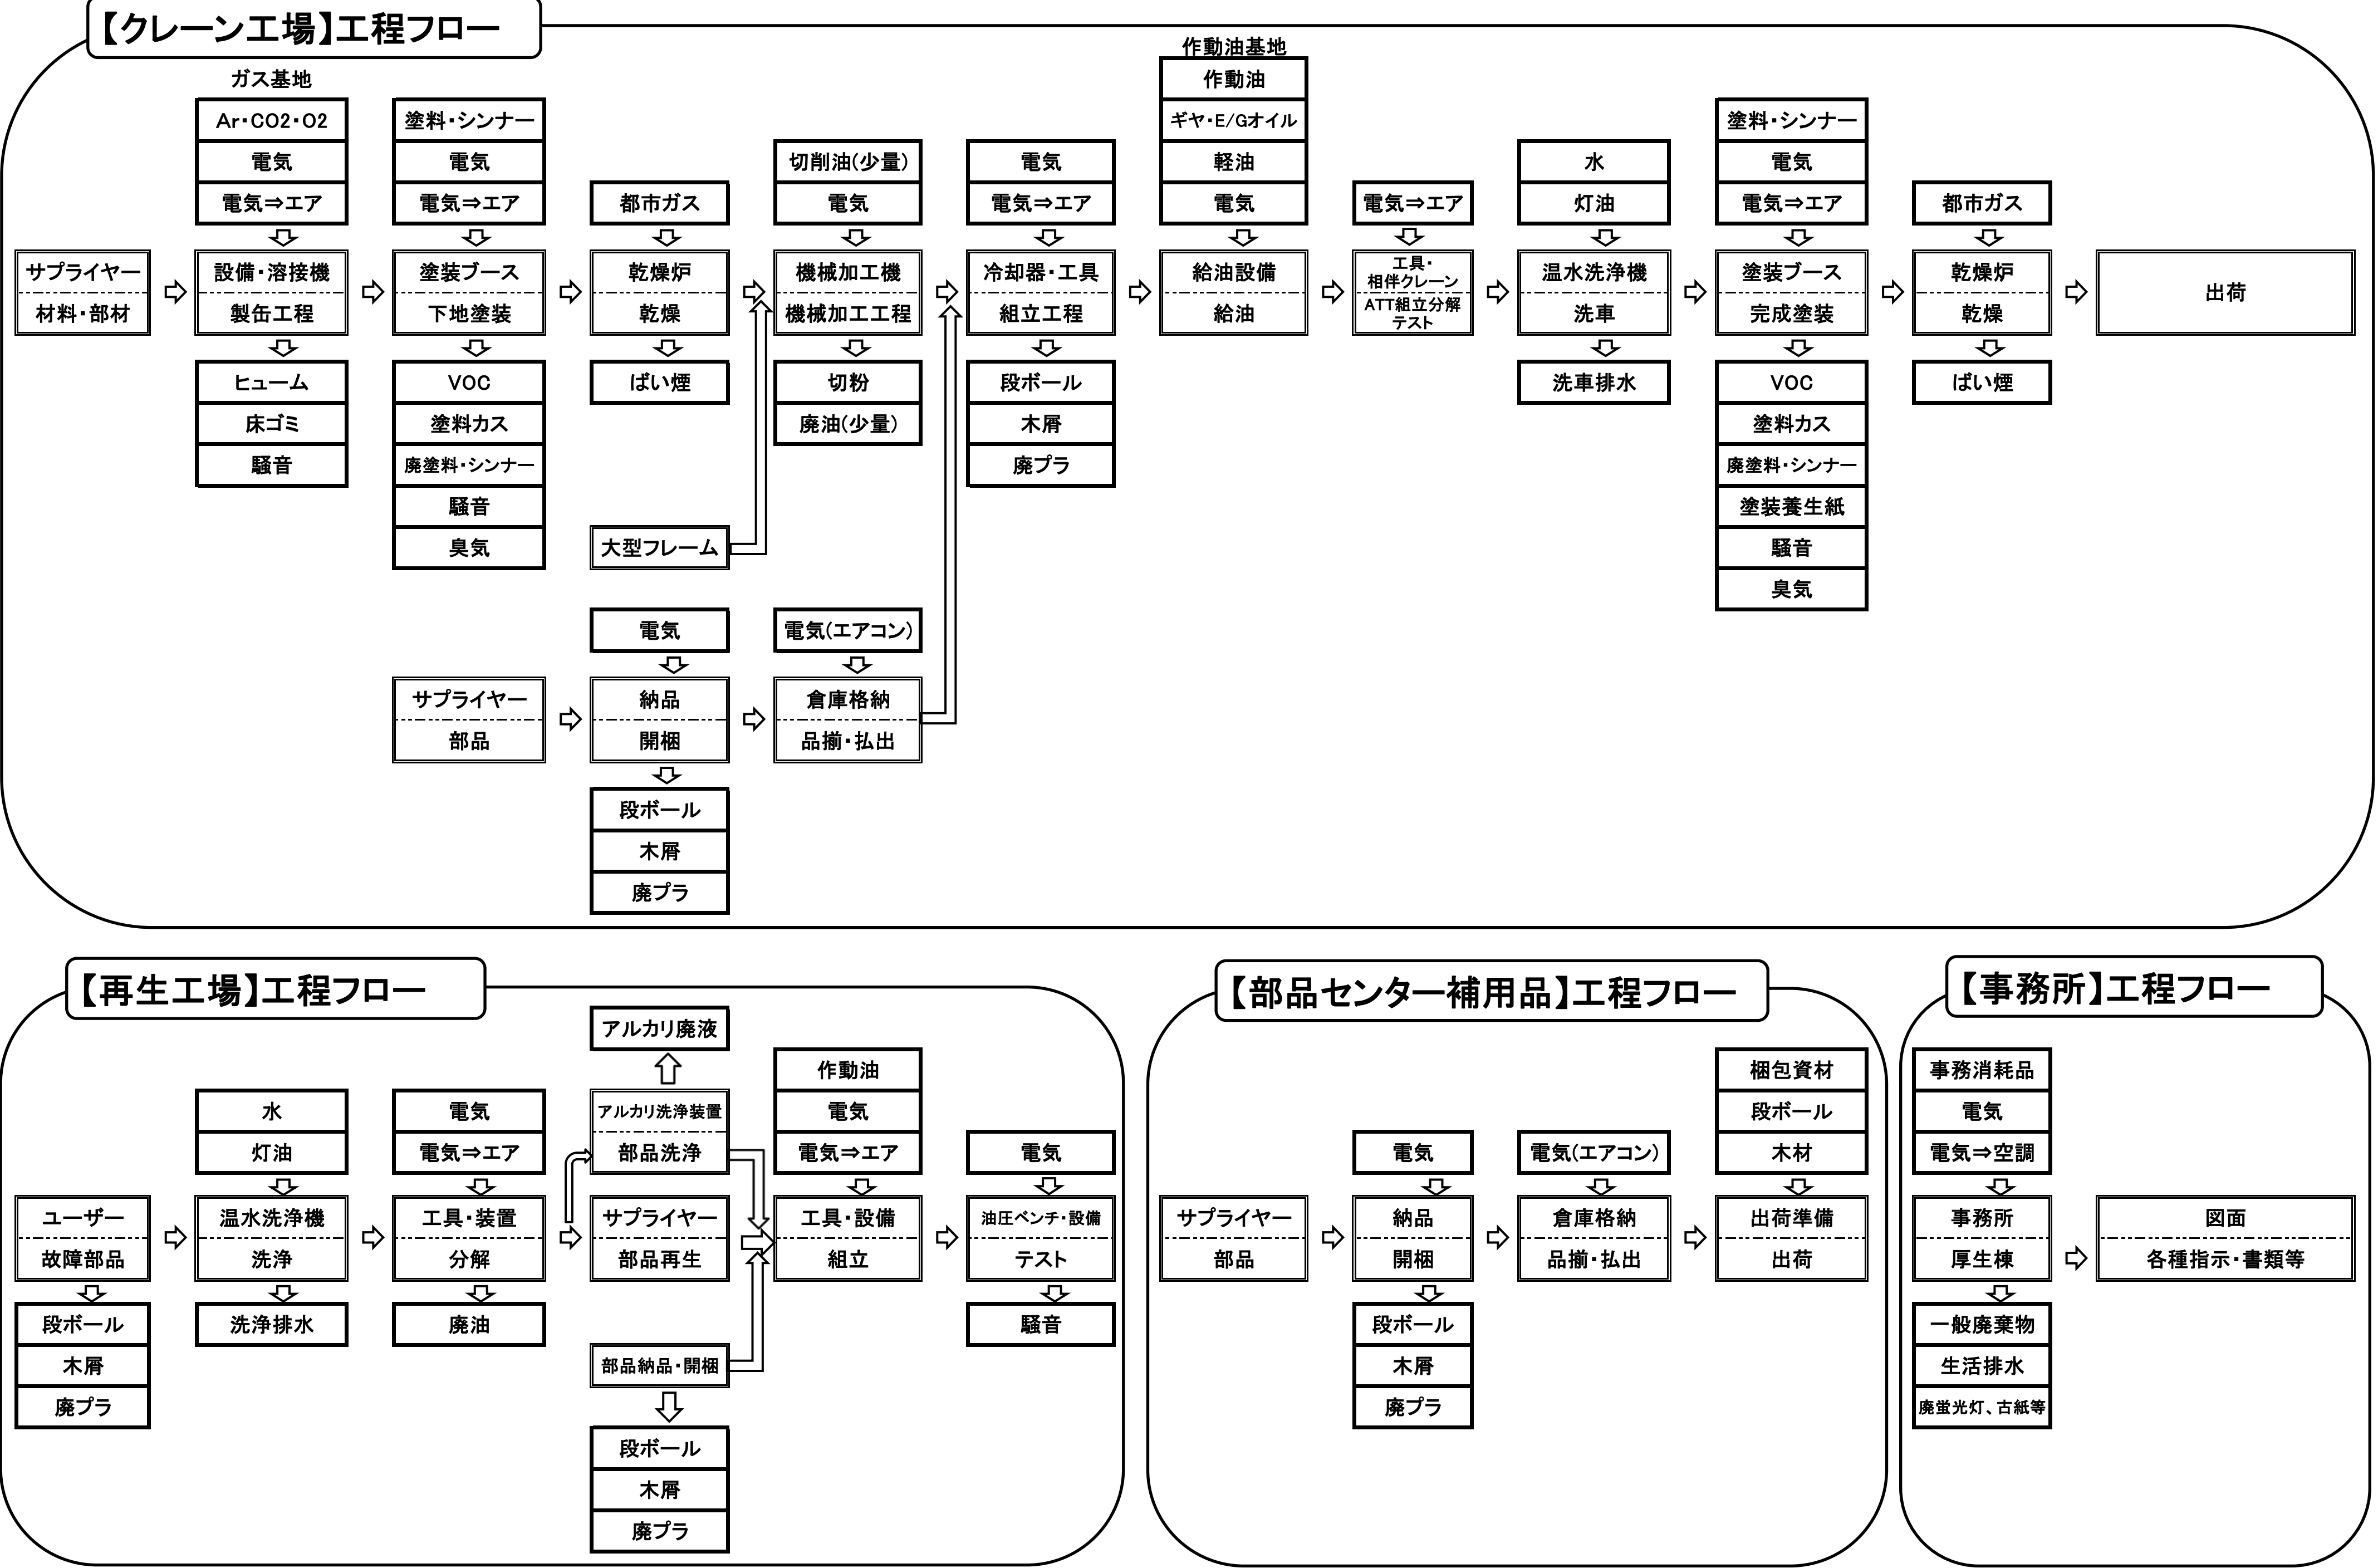 【クレーン工場】工程フロー
ガス基地
Ar・CO2・O2
電気
電気⇒エア
設備・溶接機
製缶工程
ヒューム
床ゴミ
騒音
サプライヤー
材料・部材
塗料・シンナー
電気
電気⇒エア
塗装ブース
下地塗装
VOC
塗料カス
廃塗料・シンナー
騒音
臭気
都市ガス
乾燥炉
乾燥
ばい煙
大型フレーム
切削油(少量)
電気
機械加工機
機械加工工程
切粉
廃油(少量)
電気
電気⇒エア
冷却器・工具
組立工程
段ボール
木屑
廃プラ
作動油基地
作動油
ギヤ・E/Gオイル
軽油
電気
給油設備
給油
電気⇒エア
工具・
相伴クレーン
ATT組立分解
テスト
水
灯油
温水洗浄機
洗車
洗車排水
塗料・シンナー
電気
電気⇒エア
塗装ブース
完成塗装
VOC
塗料カス
廃塗料・シンナー
塗装養生紙
騒音
臭気
都市ガス
乾燥炉
乾燥
ばい煙
出荷
サプライヤー
部品
電気
納品
開梱
段ボール
木屑
廃プラ
電気(エアコン)
倉庫格納
品揃・払出
【再生工場】工程フロー
ユーザー
故障部品
段ボール
木屑
廃プラ
水
灯油
温水洗浄機
洗浄
洗浄排水
電気
電気⇒エア
工具・装置
分解
廃油
アルカリ廃液
アルカリ洗浄装置
部品洗浄
サプライヤー
部品再生
部品納品・開梱
段ボール
木屑
廃プラ
作動油
電気
電気⇒エア
工具・設備
組立
電気
油圧ベンチ・設備
テスト
騒音
【部品センター補用品】工程フロー
サプライヤー
部品
電気
納品
開梱
段ボール
木屑
廃プラ
電気(エアコン)
倉庫格納
品揃・払出
梱包資材
段ボール
木材
出荷準備
出荷
【事務所】工程フロー
事務消耗品
電気
電気⇒空調
事務所
厚生棟
一般廃棄物
生活排水
廃蛍光灯、古紙等
図面
各種指示・書類等